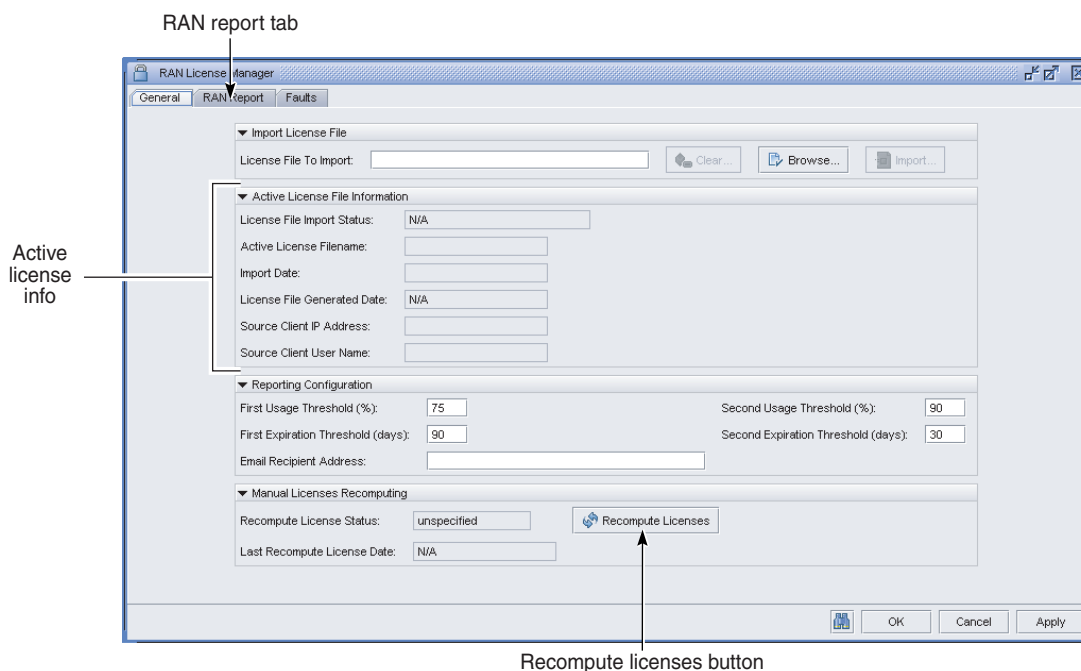 RAN report tab
RAN License Manager
General RAN Report Faults
Import License File
License File To Import: Clear... Browse... Import...
Active License File Information
License File Import Status: N/A
Active License Filename:
Import Date:
License File Generated Date: N/A
Source Client IP Address:
Source Client User Name:
Active
license
info
Reporting Configuration
First Usage Threshold (%): 75 Second Usage Threshold (%): 90
First Expiration Threshold (days): 90 Second Expiration Threshold (days): 30
Email Recipient Address:
Manual Licenses Recomputing
Recompute License Status: unspecified Recompute Licenses
Last Recompute License Date: N/A
OK Cancel Apply
Recompute licenses button